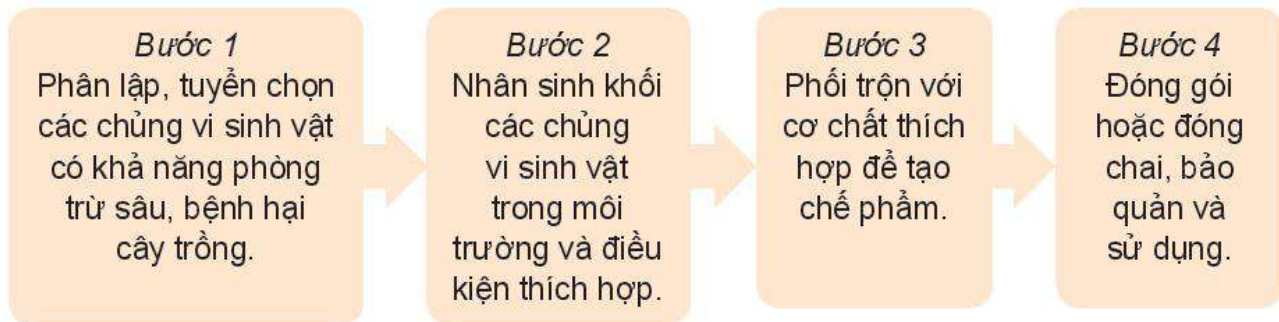 Bước 1
Phân lập, tuyển chọn
các chủng vi sinh vật
có khả năng phòng
trừ sâu, bệnh hại
cây trồng.
Bước 2
Nhân sinh khối
các chủng
vi sinh vật
trong môi
trường và điều
kiện thích hợp.
Bước 3
Phối trộn với
cơ chất thích
hợp để tạo
chế phẩm.
Bước 4
Đóng gói
hoặc đóng
chai, bảo
quản và
sử dụng.